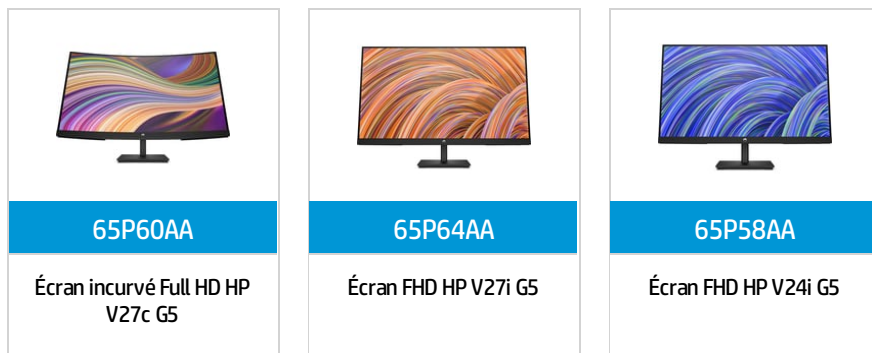 65P60AA
Écran incurvé Full HD HP
V27c G5
65P64AA
Écran FHD HP V27i G5
65P58AA
Écran FHD HP V24i G5